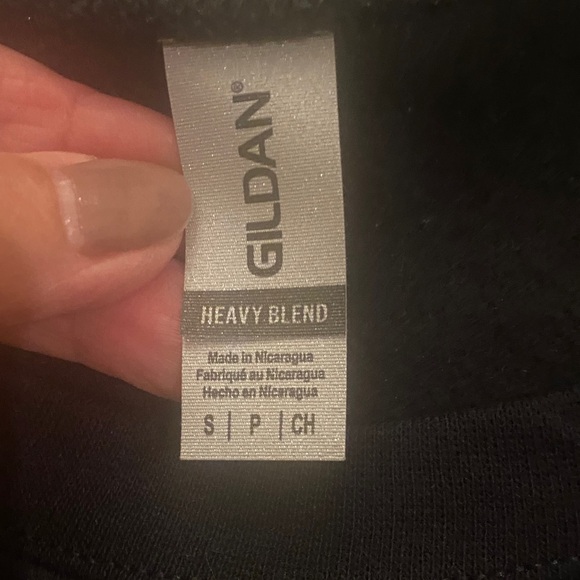 GILDAN®
HEAVY BLEND
Made in Nicaragua
Fabriqué au Nicaragua
Hecho en Nicaragua
S | P | CH